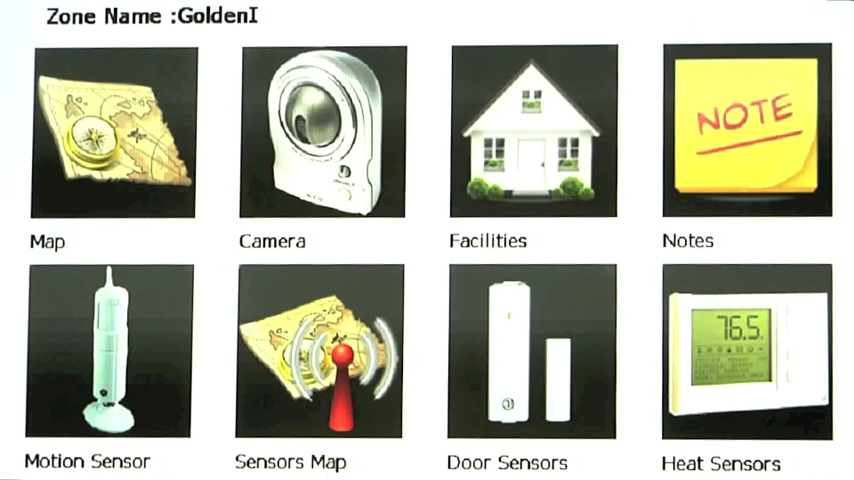 Zone Name :GoldenI
NOTE
Map
Camera
Facilities
Notes
76.5
Motion Sensor
Sensors Map
Door Sensors
Heat Sensors